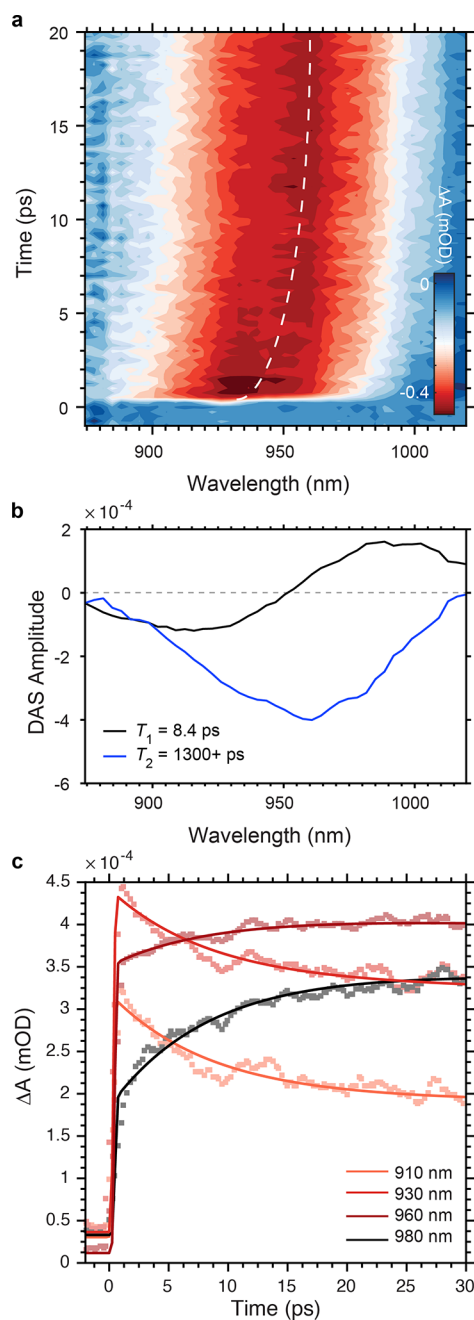 a
20
15
10
5
0
Time (ps)
ΔA (mOD)
0
-0.4
900
950
1000
Wavelength (nm)
b
× 10⁻⁴
2
0
-2
-4
-6
DAS Amplitude
T₁ = 8.4 ps
T₂ = 1300+ ps
900
950
1000
Wavelength (nm)
c
× 10⁻⁴
4.5
4
3.5
3
2.5
2
1.5
1
0.5
0
ΔA (mOD)
910 nm
930 nm
960 nm
980 nm
0
5
10
15
20
25
30
Time (ps)